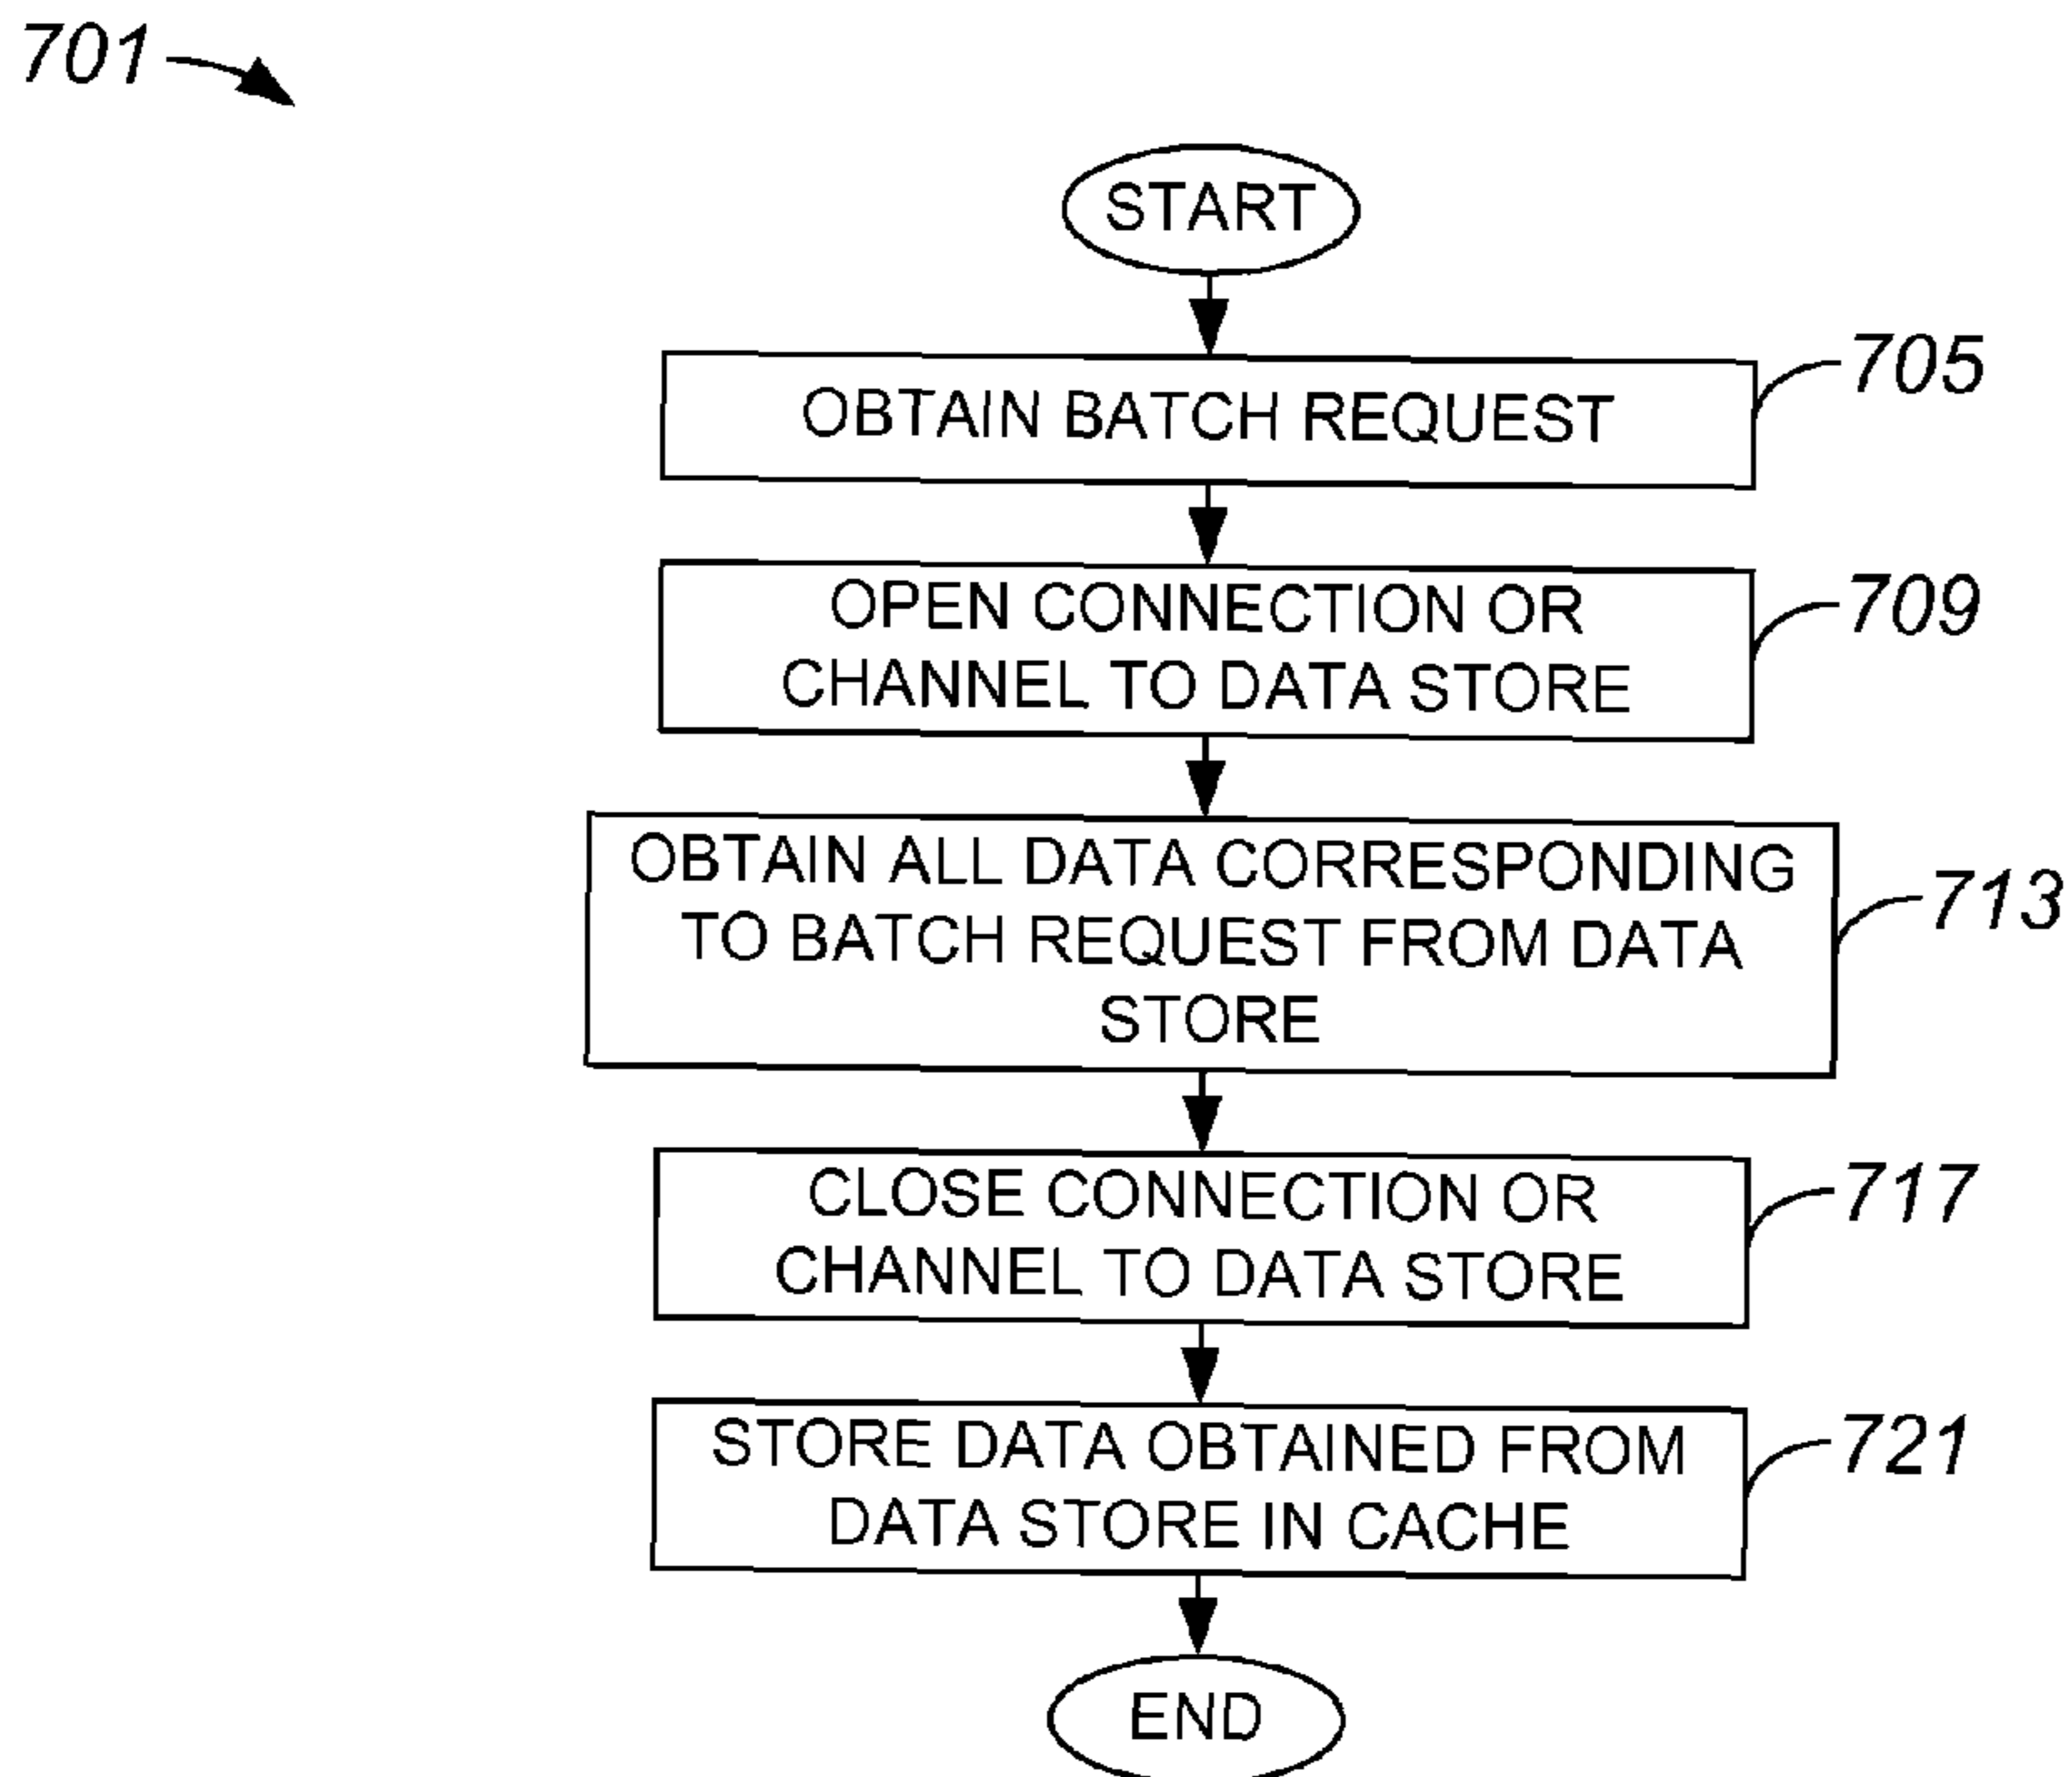 701
START
OBTAIN BATCH REQUEST
705
OPEN CONNECTION OR
CHANNEL TO DATA STORE
709
OBTAIN ALL DATA CORRESPONDING
TO BATCH REQUEST FROM DATA
STORE
713
CLOSE CONNECTION OR
CHANNEL TO DATA STORE
717
STORE DATA OBTAINED FROM
DATA STORE IN CACHE
721
END